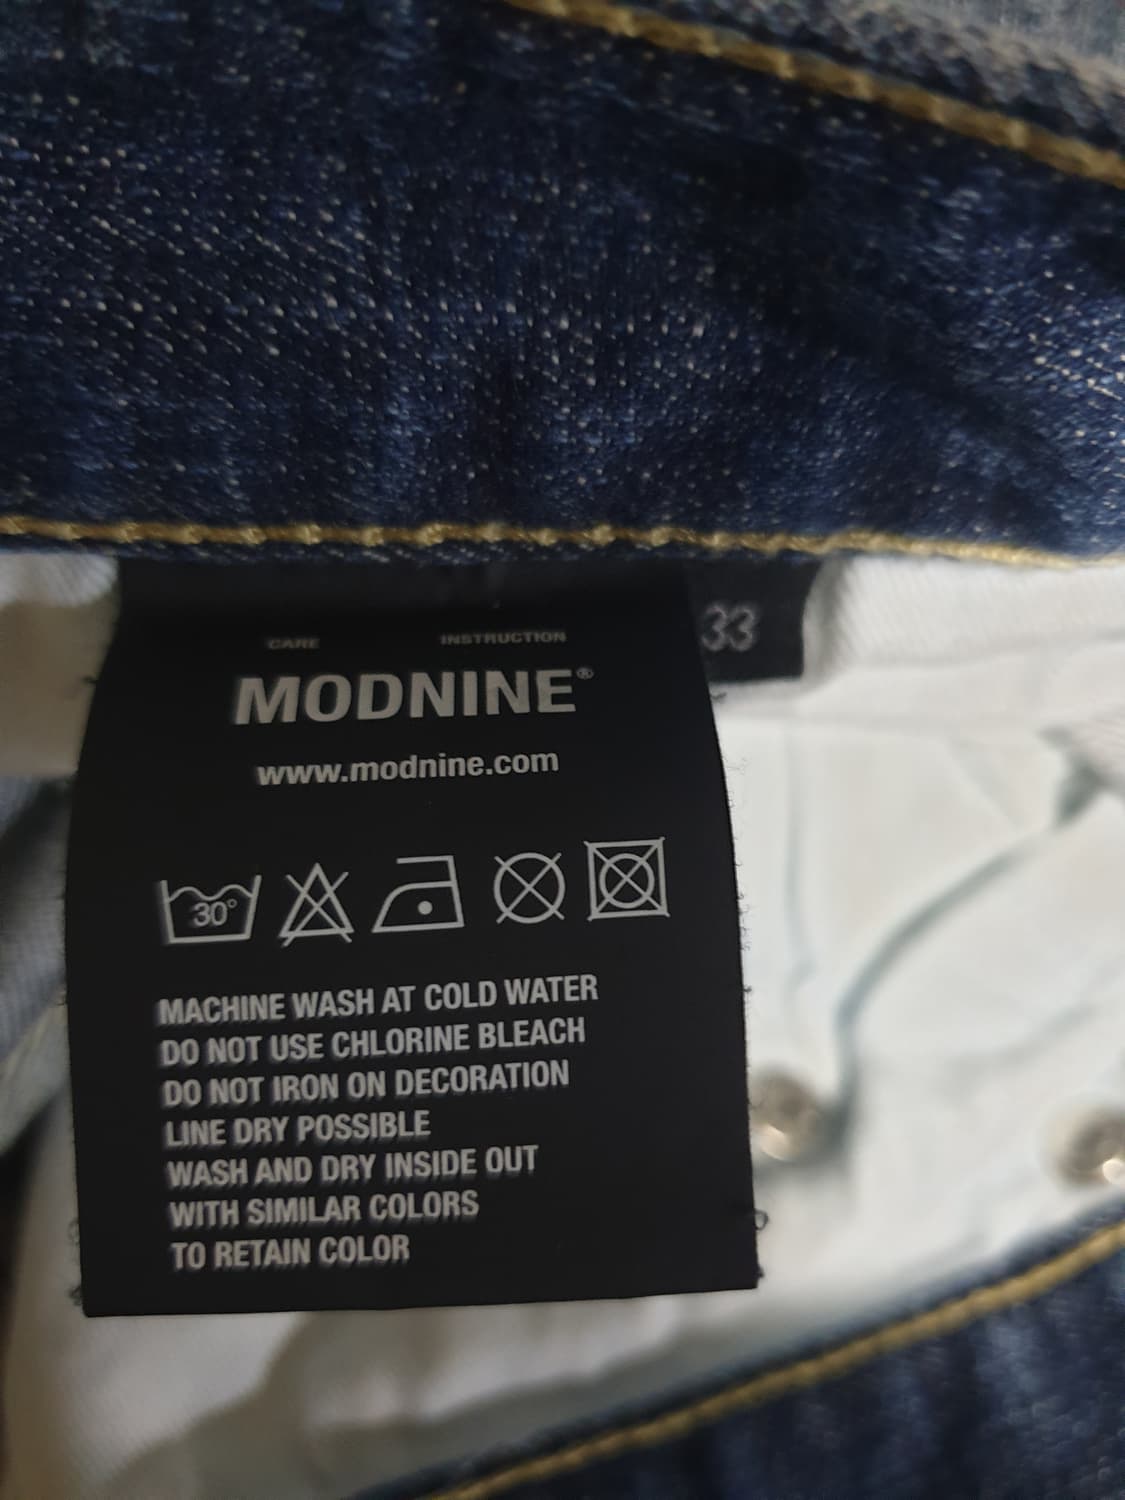 CARE INSTRUCTION
33
MODNINE®
www.modnine.com
30°
MACHINE WASH AT COLD WATER
DO NOT USE CHLORINE BLEACH
DO NOT IRON ON DECORATION
LINE DRY POSSIBLE
WASH AND DRY INSIDE OUT
WITH SIMILAR COLORS
TO RETAIN COLOR